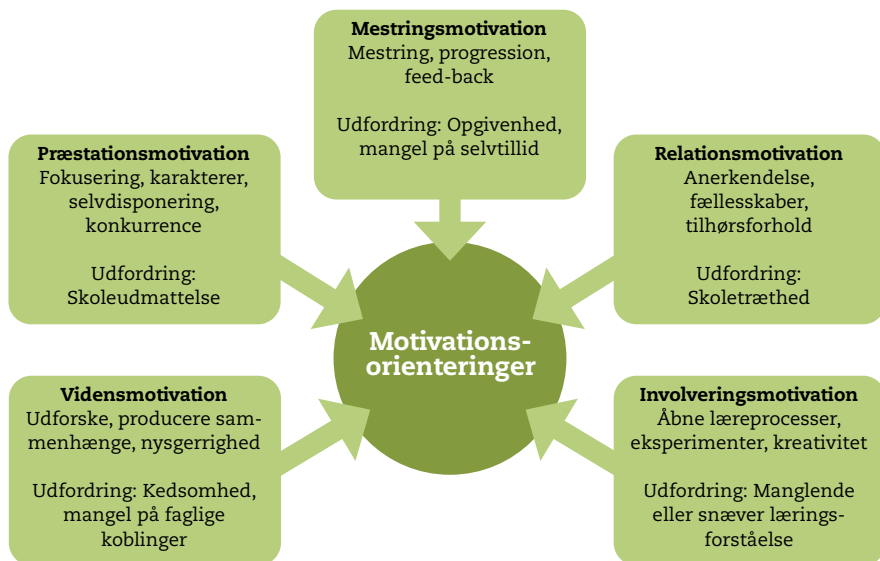 Mestringsmotivation
Mestring, progression,
feed-back
Udfordring: Opgivenhed,
mangel på selvtillid
Præstationsmotivation
Fokusering, karakterer,
selvdisponering,
konkurrence
Udfordring:
Skoleudmattelse
Relationsmotivation
Anerkendelse,
fællesskaber,
tilhørsforhold
Udfordring:
Skoletræthed
Motivations-
orienteringer
Vidensmotivation
Udforske, producere sam-
menhænge, nysgerrighed
Udfordring: Kedsomhed,
mangel på faglige
koblinger
Involveringsmotivation
Åbne læreprocesser,
eksperimenter, kreativitet
Udfordring: Manglende
eller snæver lærings-
forståelse